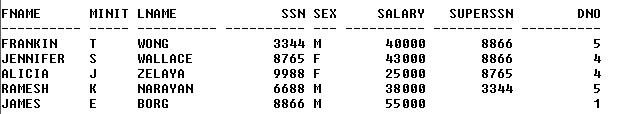 FNAME MINIT LNAME SSN SEX SALARY SUPERSSN DNO
---------- ----- ---------- ---------- --- ---------- ---------- ----------
FRANKIN T WONG 3344 M 40000 8866 5
JENNIFER S WALLACE 8765 F 43000 8866 4
ALICIA J ZELAYA 9988 F 25000 8765 4
RAMESH K NARAYAN 6688 M 38000 3344 5
JAMES E BORG 8866 M 55000 1